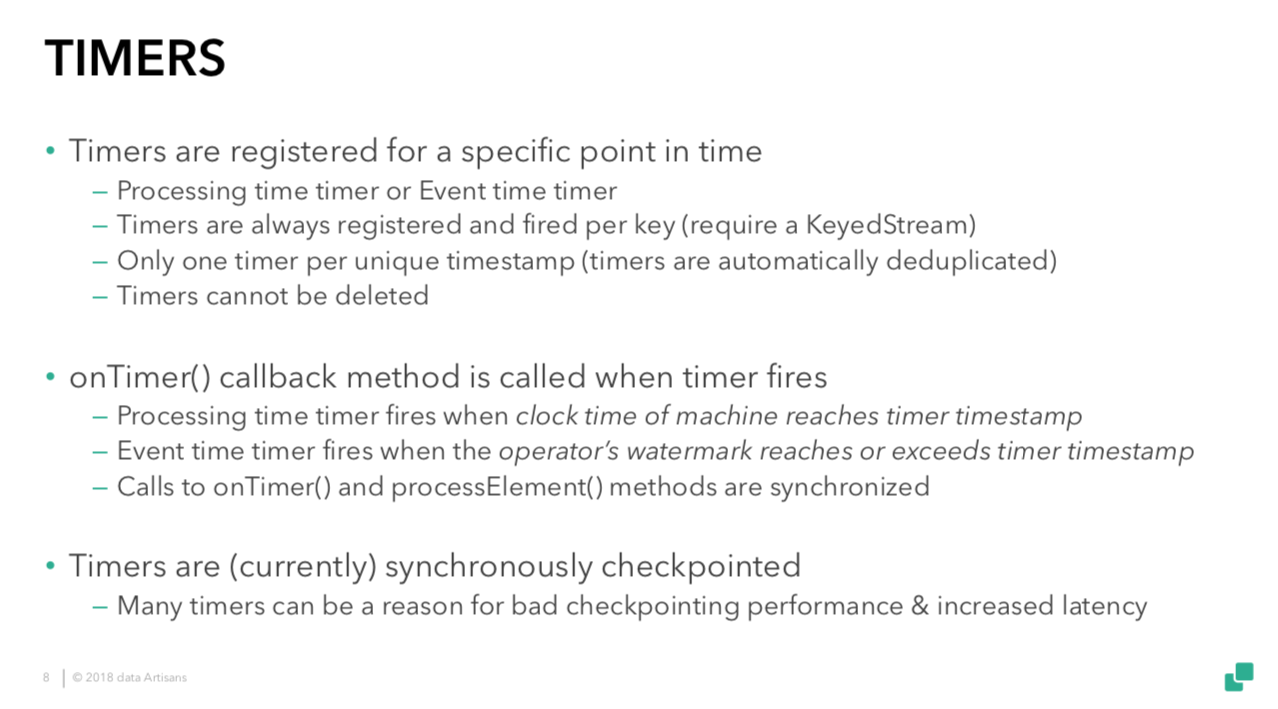 TIMERS
• Timers are registered for a specific point in time
– Processing time timer or Event time timer
– Timers are always registered and fired per key (require a KeyedStream)
– Only one timer per unique timestamp (timers are automatically deduplicated)
– Timers cannot be deleted
• onTimer() callback method is called when timer fires
– Processing time timer fires when clock time of machine reaches timer timestamp
– Event time timer fires when the operator’s watermark reaches or exceeds timer timestamp
– Calls to onTimer() and processElement() methods are synchronized
• Timers are (currently) synchronously checkpointed
– Many timers can be a reason for bad checkpointing performance & increased latency
8 | © 2018 data Artisans